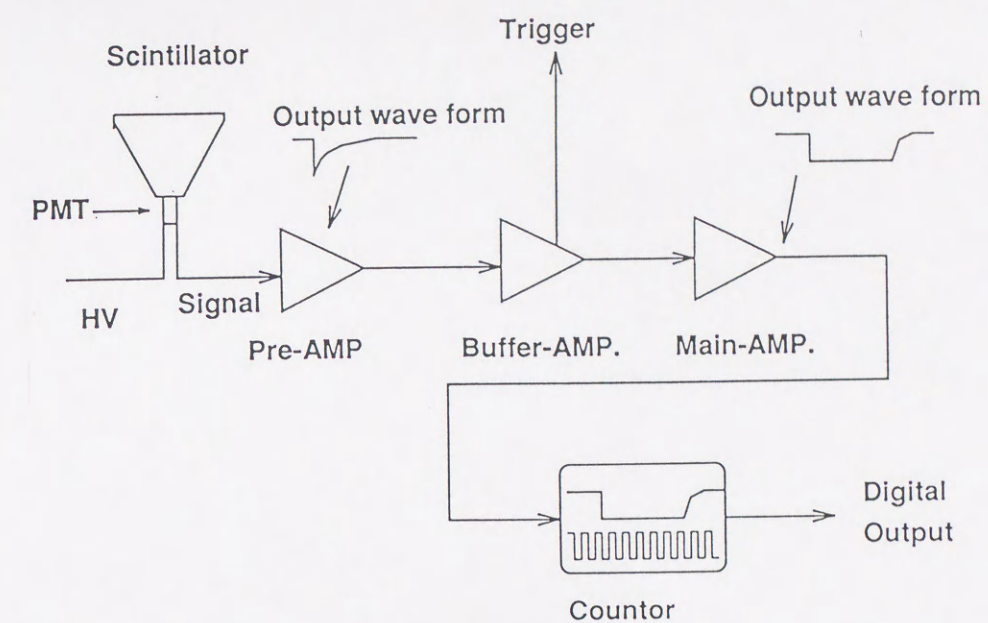 Trigger
Scintillator
Output wave form
Output wave form
PMT
HV
Signal
Pre-AMP
Buffer-AMP.
Main-AMP.
Digital
Output
Countor